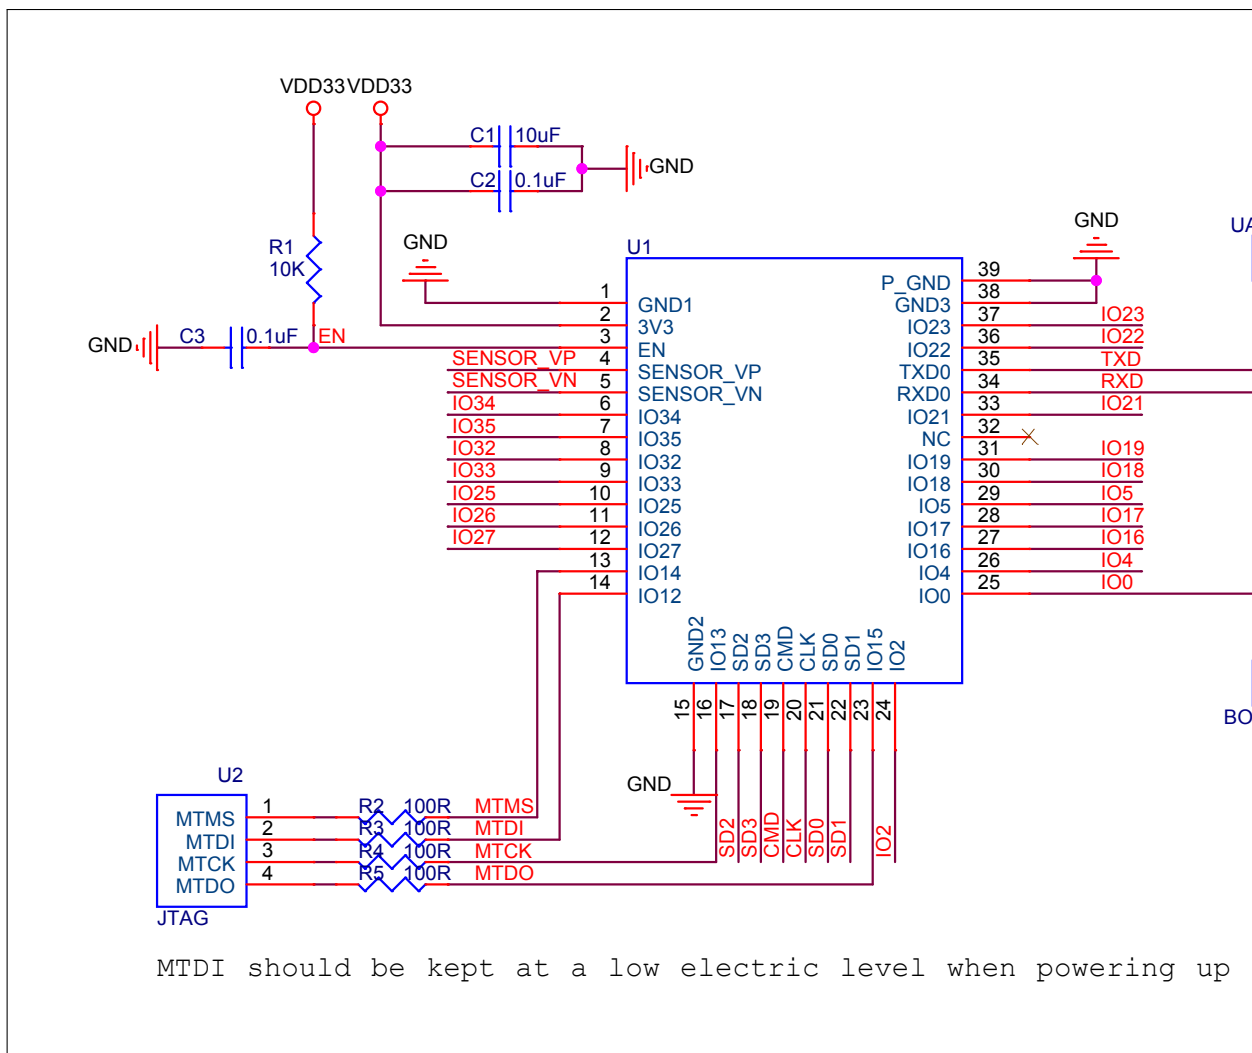 VDD33 VDD33
C1 10uF
GND
C2 0.1uF
R1
10K
GND
GND
UA
U1
GND C3 0.1uF EN
1 GND1
2 3V3
3 EN
SENSOR_VP 4 SENSOR_VP
SENSOR_VN 5 SENSOR_VN
IO34 6 IO34
IO35 7 IO35
IO32 8 IO32
IO33 9 IO33
IO25 10 IO25
IO26 11 IO26
IO27 12 IO27
13 IO14
14 IO12
P_GND 39
GND3 38
IO23 37 IO23
IO22 36 IO22
TXD0 35 TXD
RXD0 34 RXD
IO21 33 IO21
NC 32
IO19 31 IO19
IO18 30 IO18
IO5 29 IO5
IO17 28 IO17
IO16 27 IO16
IO4 26 IO4
IO0 25 IO0
GND2 IO13 SD2 SD3 CMD CLK SD0 SD1 IO15 IO2
15 16 17 18 19 20 21 22 23 24
BO
GND
SD2 SD3 CMD CLK SD0 SD1 IO2
U2
MTMS 1 R2 100R MTMS
MTDI 2 R3 100R MTDI
MTCK 3 R4 100R MTCK
MTDO 4 R5 100R MTDO
JTAG
MTDI should be kept at a low electric level when powering up